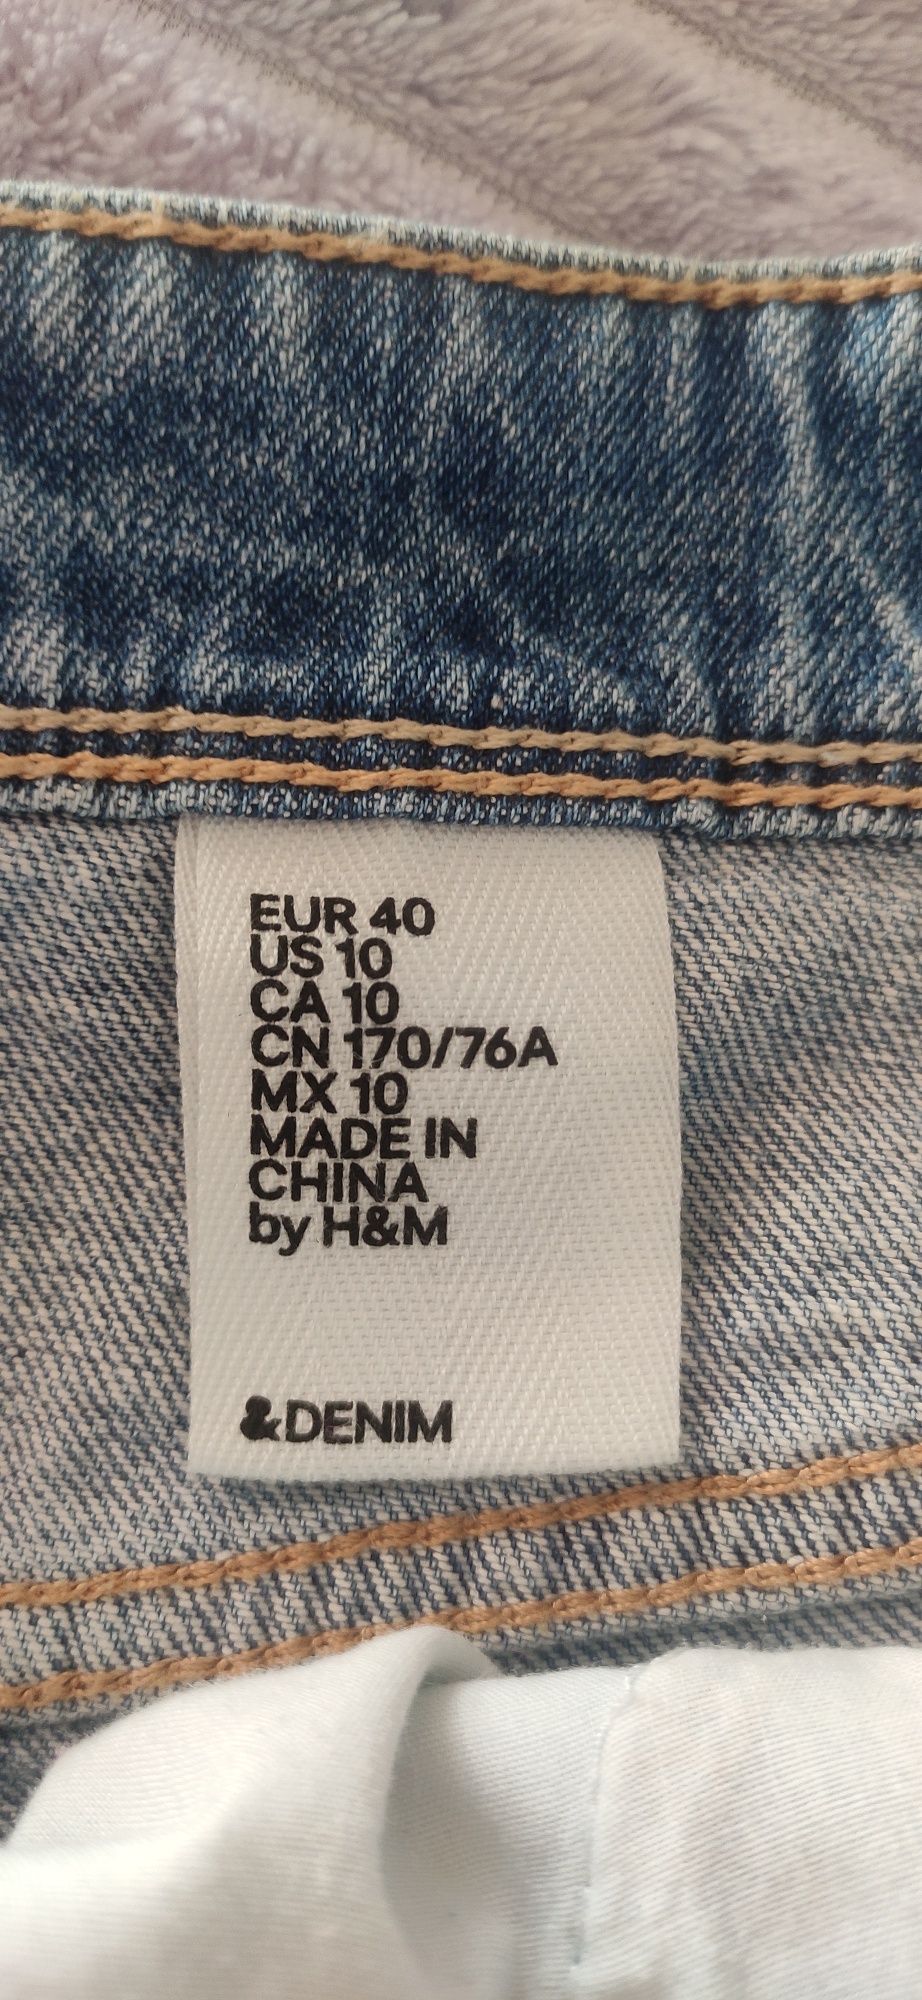 EUR 40
US 10
CA 10
CN 170/76A
MX 10
MADE IN
CHINA
by H&M
&DENIM